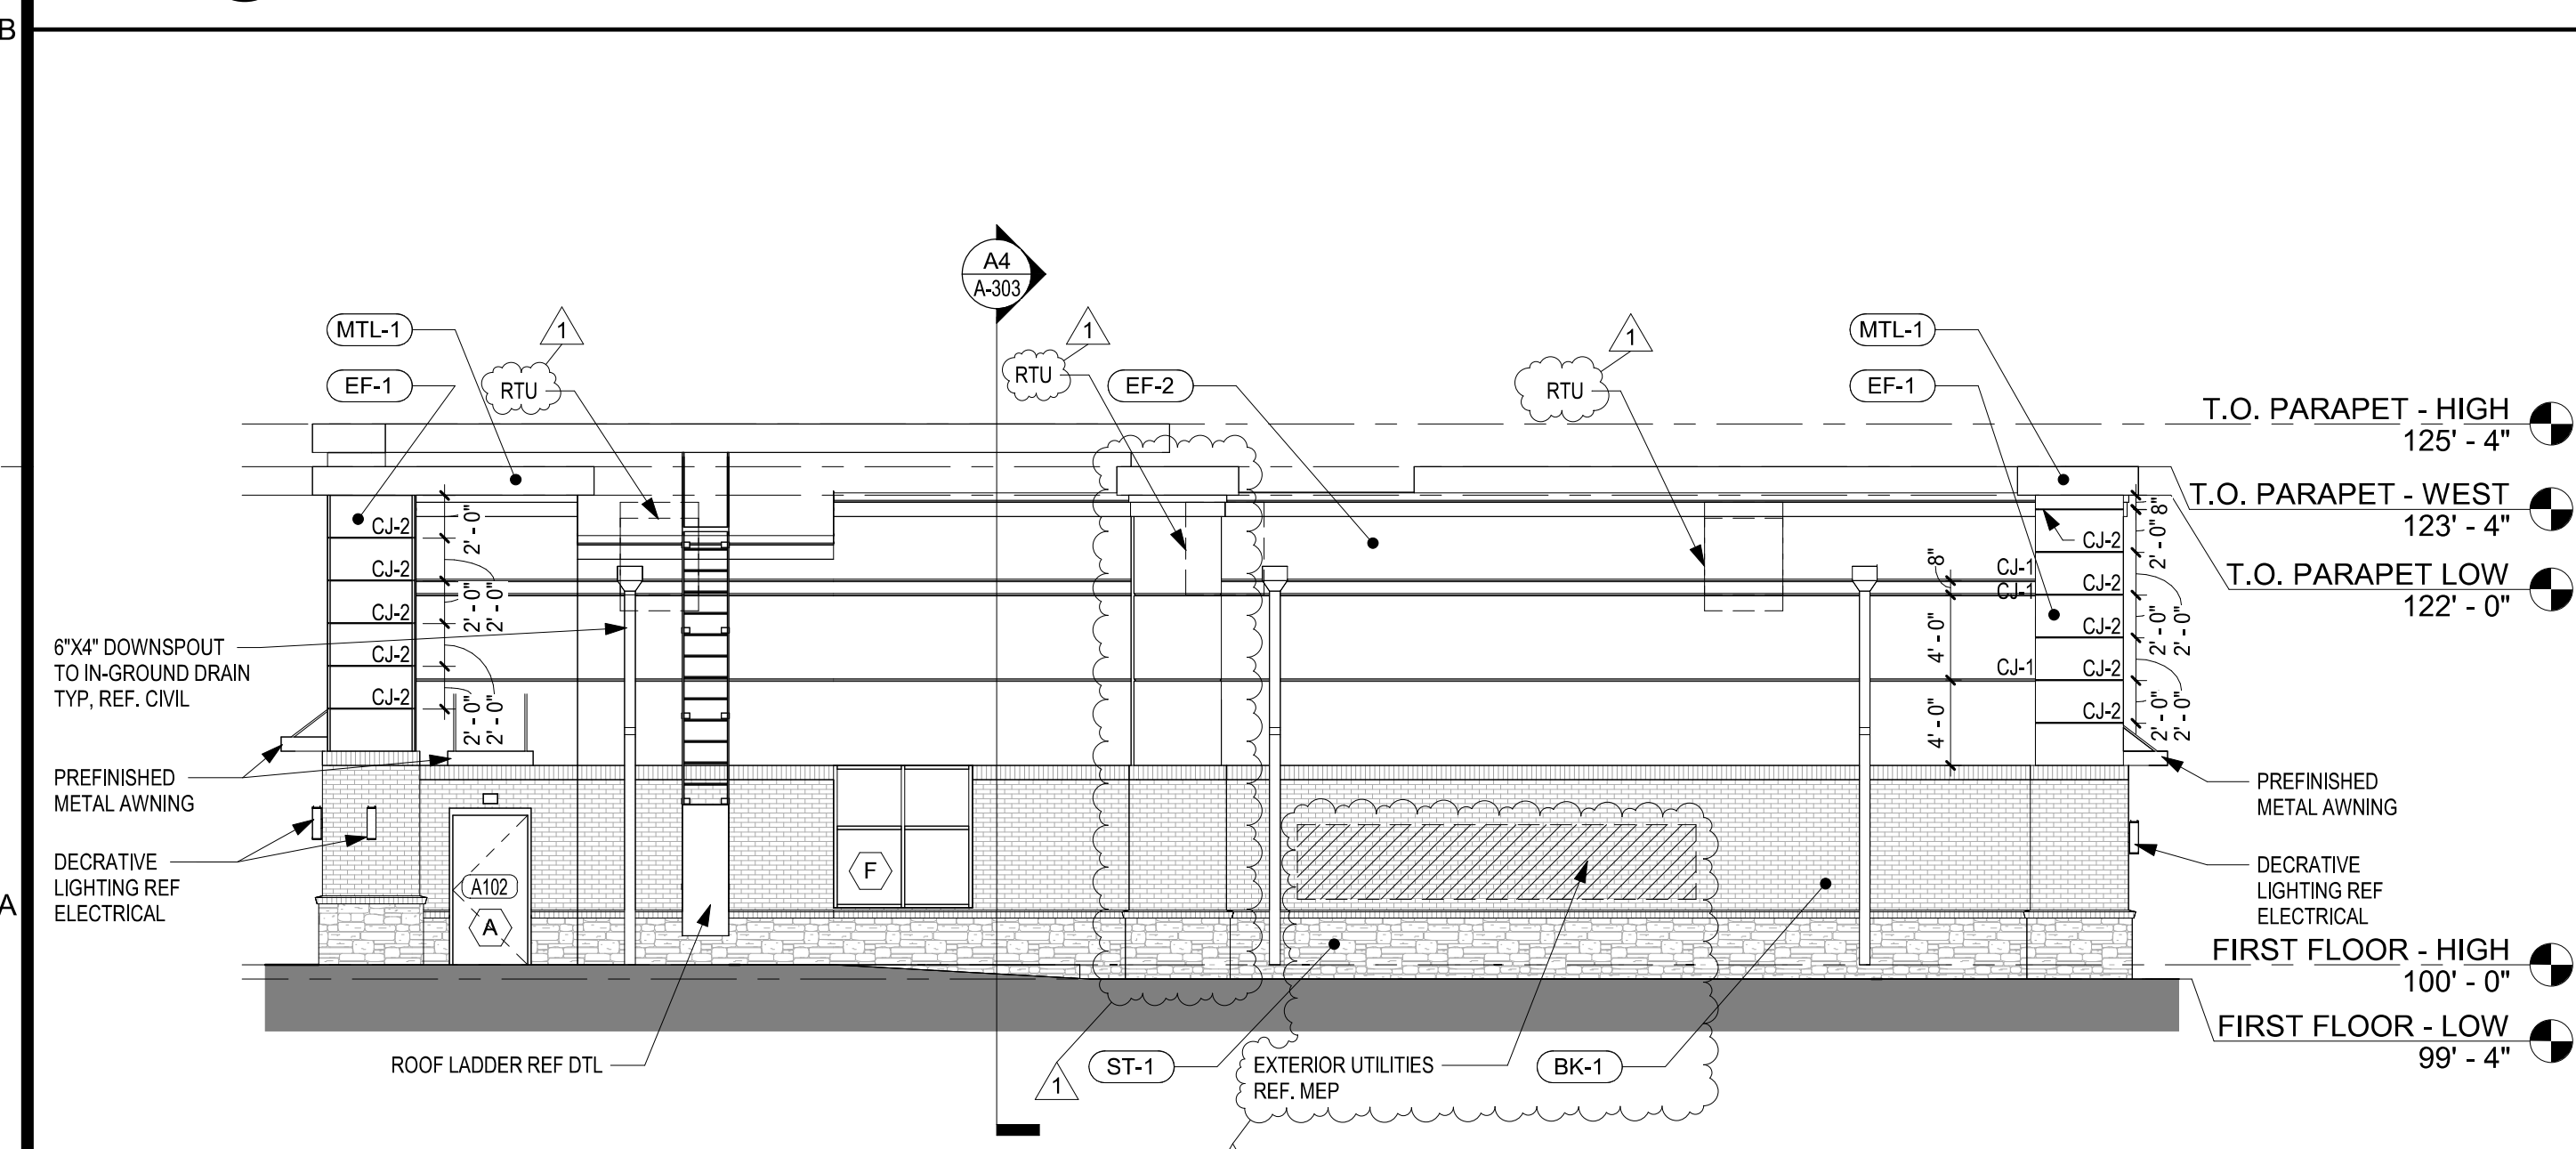 B
A4
A-303
MTL-1
1
1
1
MTL-1
EF-1
RTU
RTU
EF-2
RTU
EF-1
T.O. PARAPET - HIGH
125' - 4"
T.O. PARAPET - WEST
123' - 4"
T.O. PARAPET LOW
122' - 0"
CJ-2
CJ-2
CJ-2
CJ-2
CJ-2
2' - 0"
2' - 0"
2' - 0"
2' - 0"
2' - 0"
8"
4' - 0"
4' - 0"
CJ-1
CJ-1
CJ-1
CJ-2
CJ-2
CJ-2
CJ-2
CJ-2
8"
2' - 0"
2' - 0"
2' - 0"
2' - 0"
2' - 0"
6"X4" DOWNSPOUT
TO IN-GROUND DRAIN
TYP, REF. CIVIL
PREFINISHED
METAL AWNING
PREFINISHED
METAL AWNING
DECRATIVE
LIGHTING REF
ELECTRICAL
DECRATIVE
LIGHTING REF
ELECTRICAL
A102
A
F
A
FIRST FLOOR - HIGH
100' - 0"
FIRST FLOOR - LOW
99' - 4"
ROOF LADDER REF DTL
1
ST-1
EXTERIOR UTILITIES
REF. MEP
BK-1